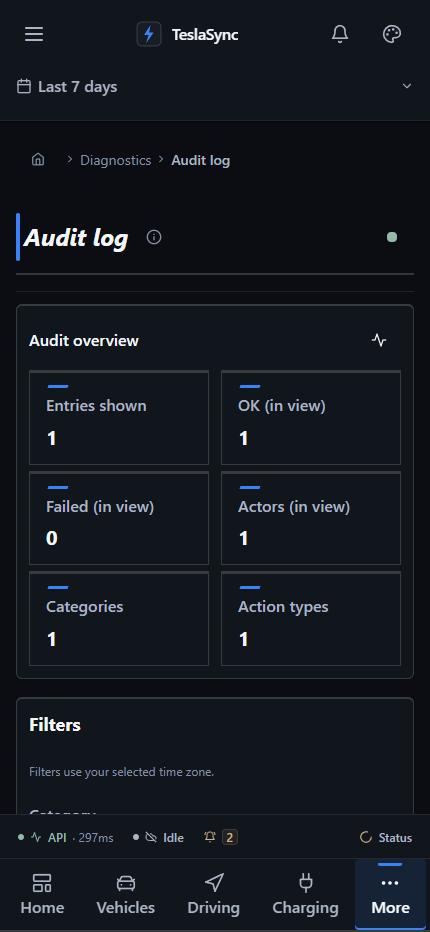 TeslaSync
Last 7 days
Diagnostics
Audit log
Audit log
Audit overview
Entries shown
1
OK (in view)
1
Failed (in view)
0
Actors (in view)
1
Categories
1
Action types
1
Filters
Filters use your selected time zone.
Category
API · 297ms
Idle
2
Status
Home
Vehicles
Driving
Charging
More